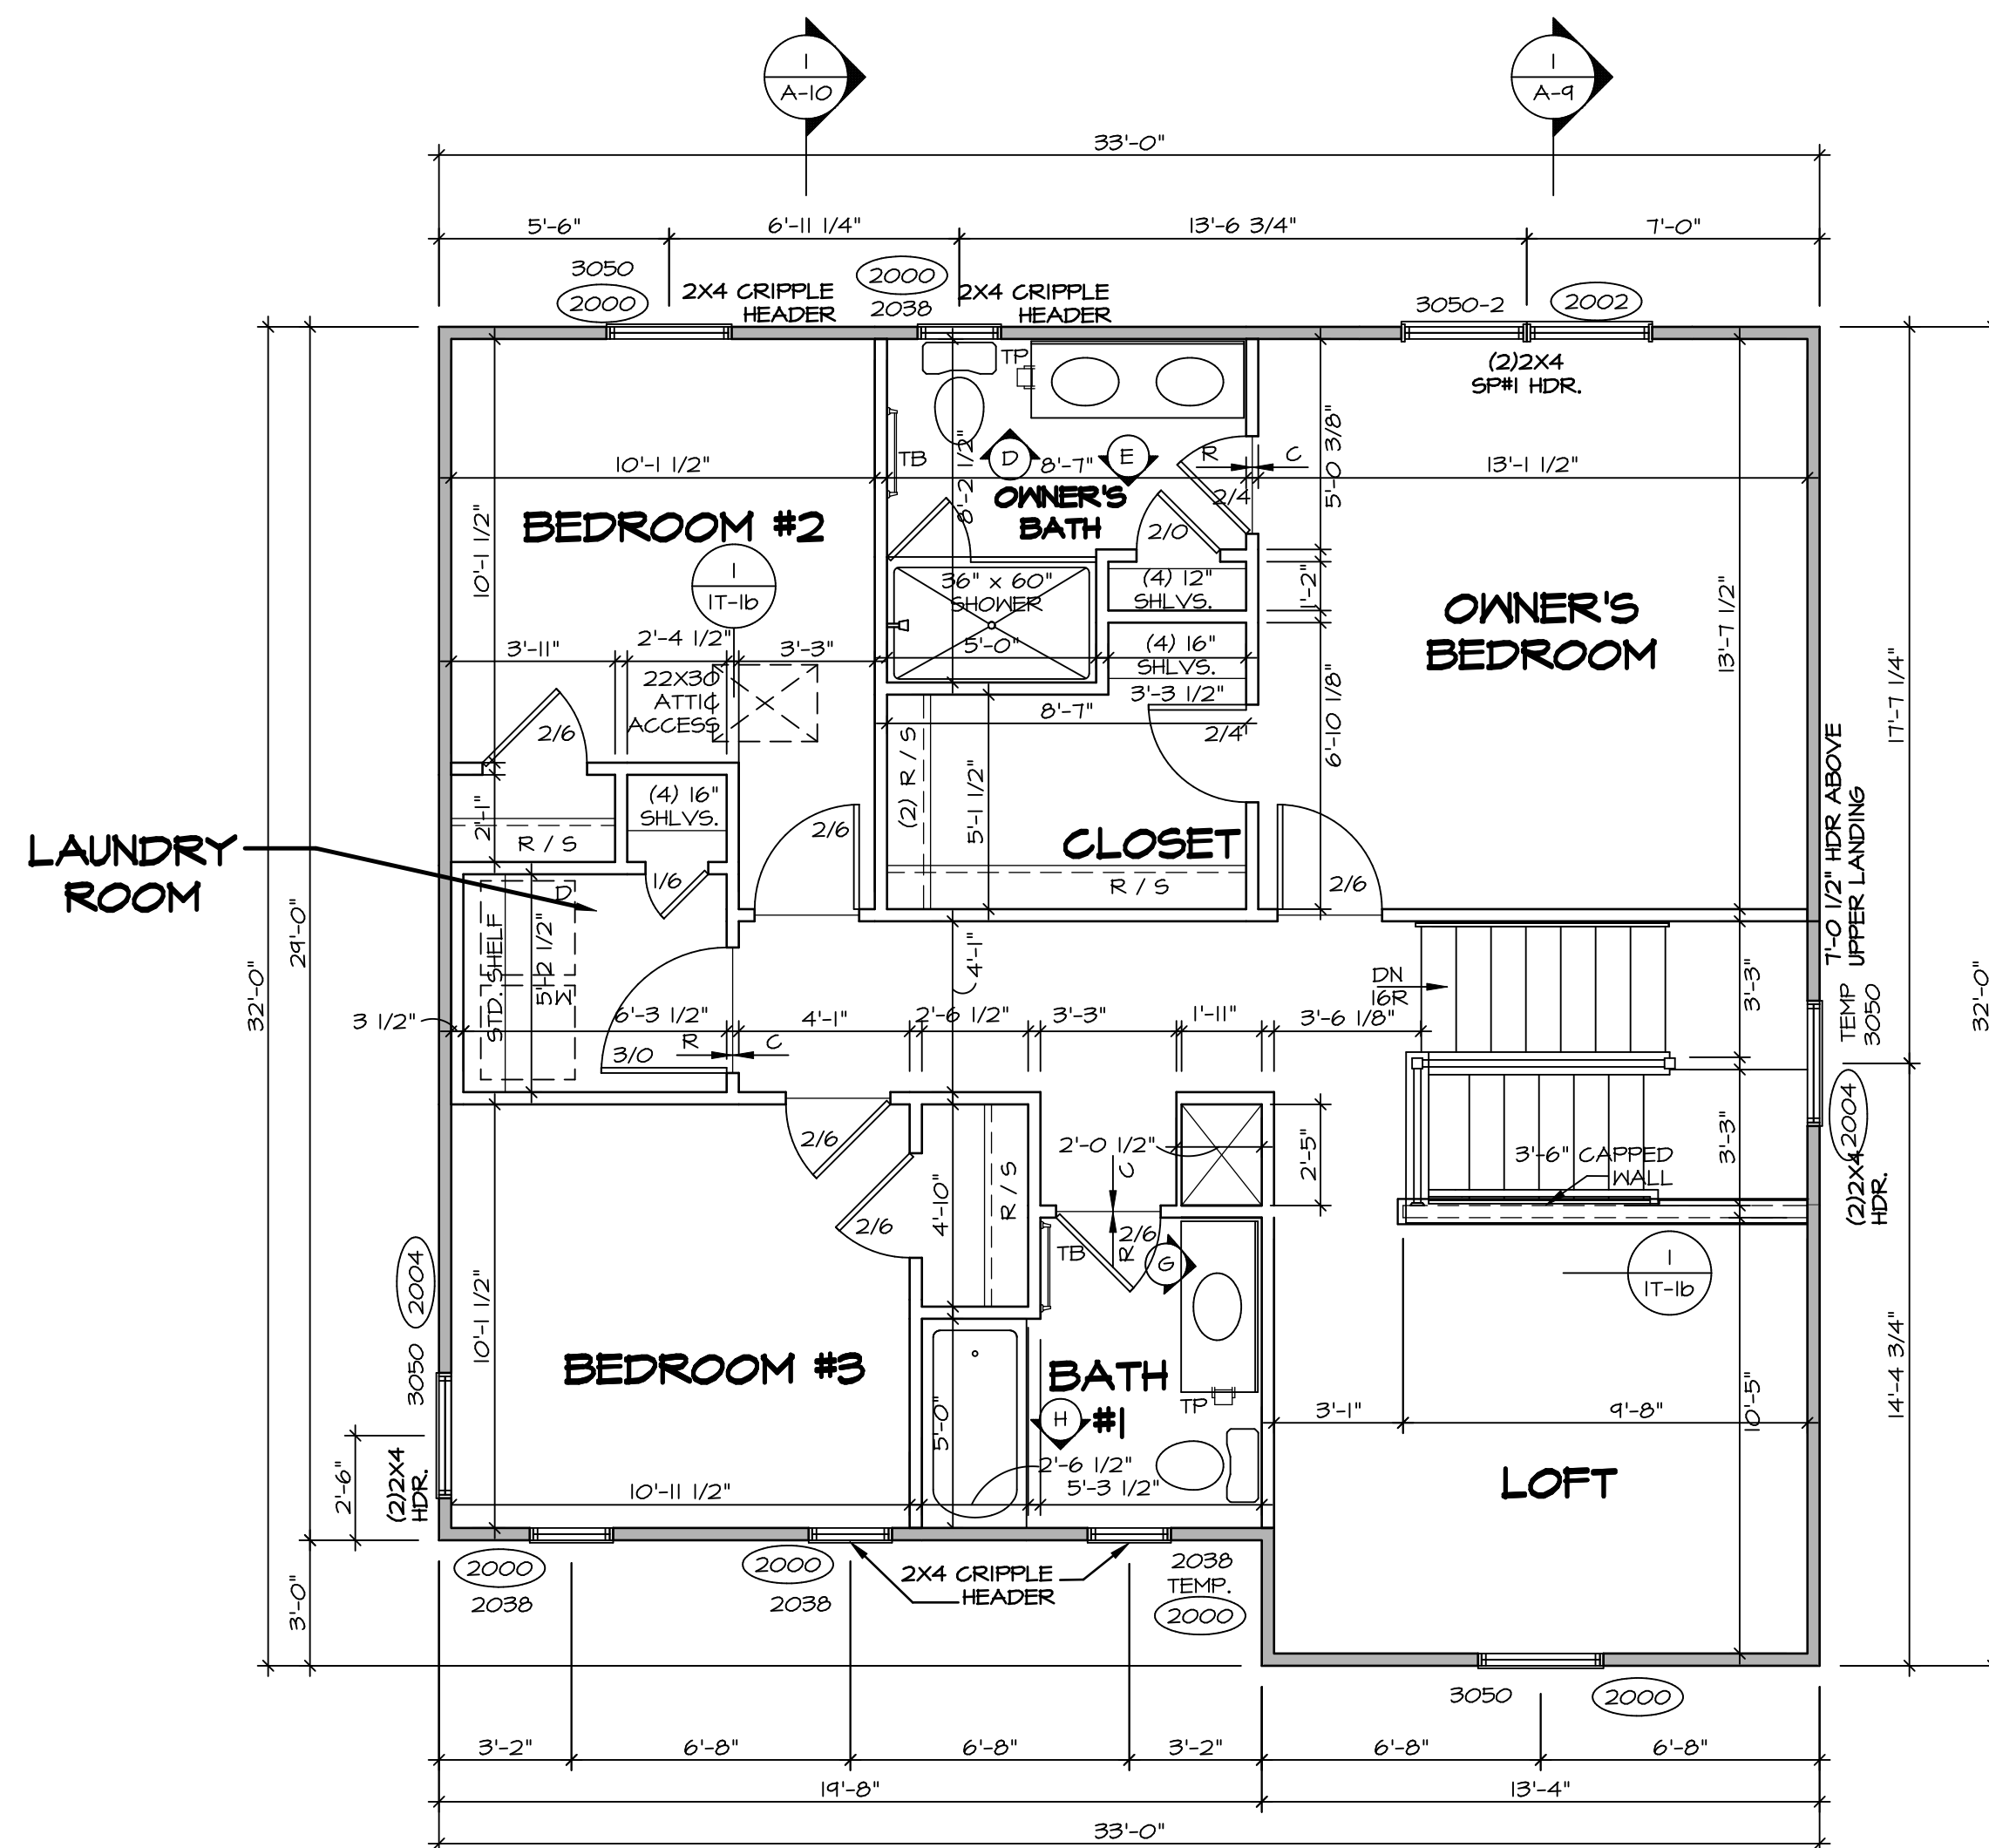 1
A-10
1
A-9
33'-0"
5'-6"
6'-11 1/4"
13'-6 3/4"
7'-0"
3050
2000
2X4 CRIPPLE
HEADER
2000
2038
2X4 CRIPPLE
HEADER
3050-2
2002
(2)2X4
SP#1 HDR.
TP
TB
D
E
R
C
10'-1 1/2"
8'-7"
13'-1 1/2"
8'-2 1/2"
5'-0 3/8"
10'-1 1/2"
BEDROOM #2
OWNER'S
BATH
2/4
2/0
1
1T-1b
36" x 60"
SHOWER
5'-0"
(4) 12"
SHLVS.
1'-2"
(4) 16"
SHLVS.
3'-3 1/2"
OWNER'S
BEDROOM
13'-7 1/2"
17'-7 1/4"
3'-11"
2'-4 1/2"
3'-3"
22X30
ATTIC
ACCESS
2/6
8'-7"
2/4
6'-10 1/8"
(2) R / S
5'-1 1/2"
2'-1"
R / S
(4) 16"
SHLVS.
2/6
CLOSET
R / S
2/6
7'-0 1/2" HDR ABOVE
UPPER LANDING
LAUNDRY
ROOM
1/6
D
W
STD. SHELF
5'-2 1/2"
29'-0"
32'-0"
4'-1"
DN
16R
3'-3"
TEMP
3050
32'-0"
3 1/2"
6'-3 1/2"
4'-1"
2'-6 1/2"
3'-3"
1'-11"
3'-6 1/8"
3/0
R
C
2/6
2'-0 1/2"
2'-5"
C
R
3'-3"
2004
(2)2X4
HDR.
3'-6" CAPPED
WALL
4'-10"
R / S
2/6
2/6
TB
G
1
1T-1b
2004
3050
10'-1 1/2"
BEDROOM #3
BATH
#1
H
TP
3'-1"
9'-8"
10'-5"
14'-4 3/4"
5'-0"
2'-6"
(2)2X4
HDR.
10'-11 1/2"
2'-6 1/2"
5'-3 1/2"
LOFT
2000
2038
2000
2038
2X4 CRIPPLE
HEADER
2038
TEMP.
2000
3'-0"
3050
2000
3'-2"
6'-8"
6'-8"
3'-2"
6'-8"
6'-8"
19'-8"
13'-4"
33'-0"